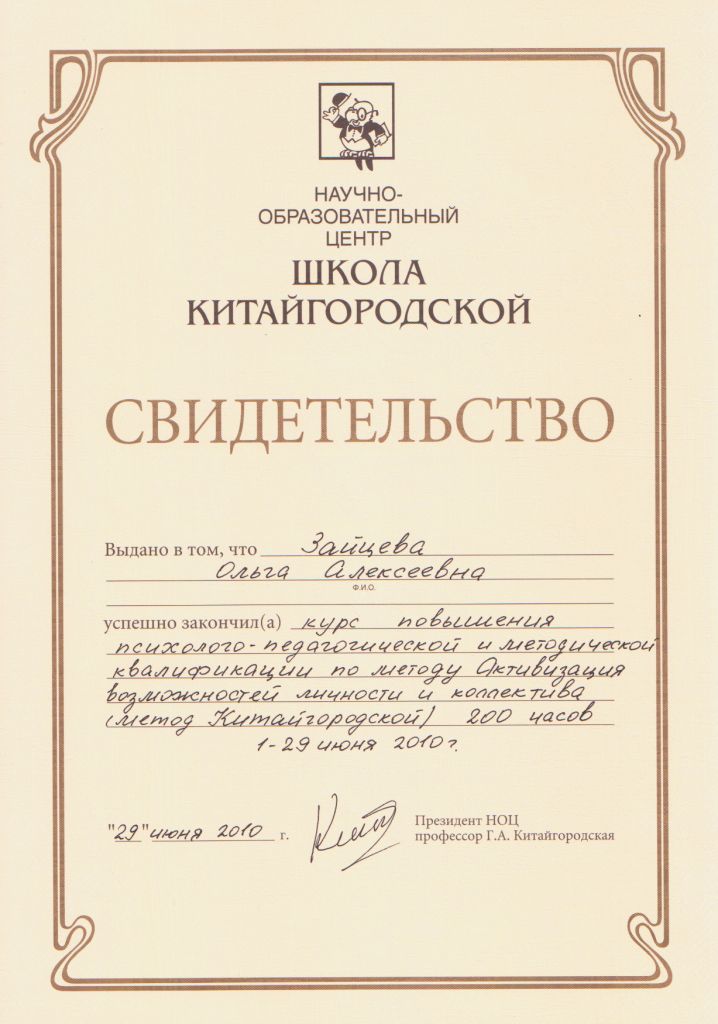 НАУЧНО-
ОБРАЗОВАТЕЛЬНЫЙ
ЦЕНТР
ШКОЛА
КИТАЙГОРОДСКОЙ
СВИДЕТЕЛЬСТВО
Выдано в том, что Зайцева
Ольга Алексеевна
Ф.И.О.
успешно закончил(а) курс повышения
психолого-педагогической и методической
квалификации по методу Активизация
возможностей личности и коллектива
(метод Китайгородской) 200 часов
1-29 июня 2010 г.
"29" июня 2010 г.
Президент НОЦ
профессор Г.А. Китайгородская